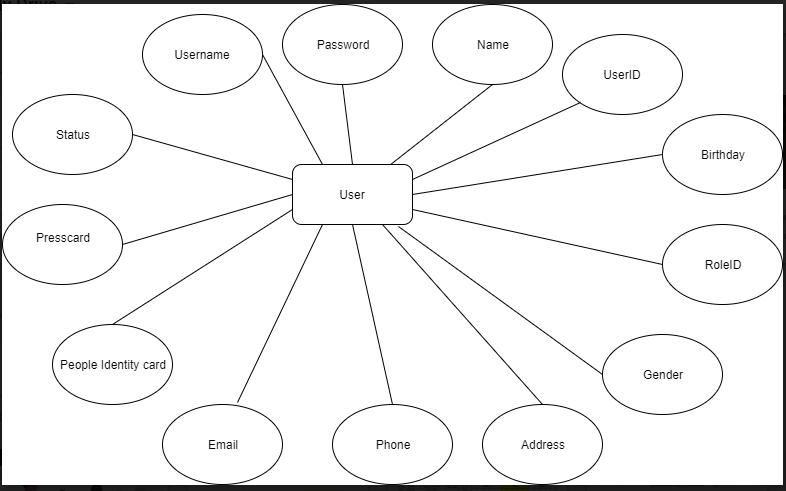 Password
Name
Username
UserID
Status
Birthday
User
Presscard
RoleID
People Identity card
Gender
Email
Phone
Address